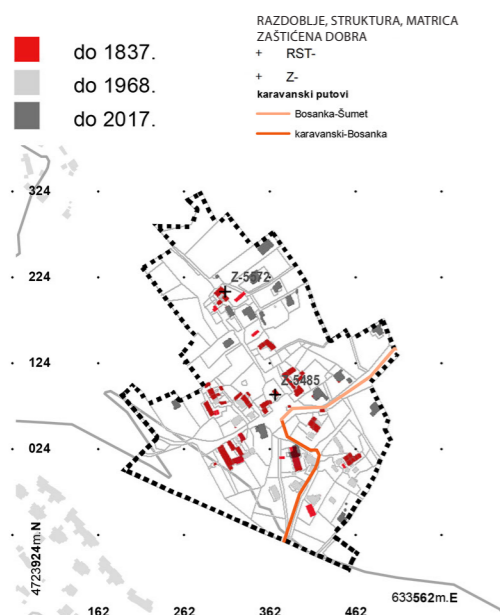 RAZDOBLJE, STRUKTURA, MATRICA
ZAŠTIĆENA DOBRA
do 1837.
do 1968.
do 2017.
+ RST-
+ Z-
karavanski putovi
Bosanka-Šumet
karavanski-Bosanka
324
224
124
024
4723924m.N
Z-5572
Z-5485
633562m.E
162
262
362
462